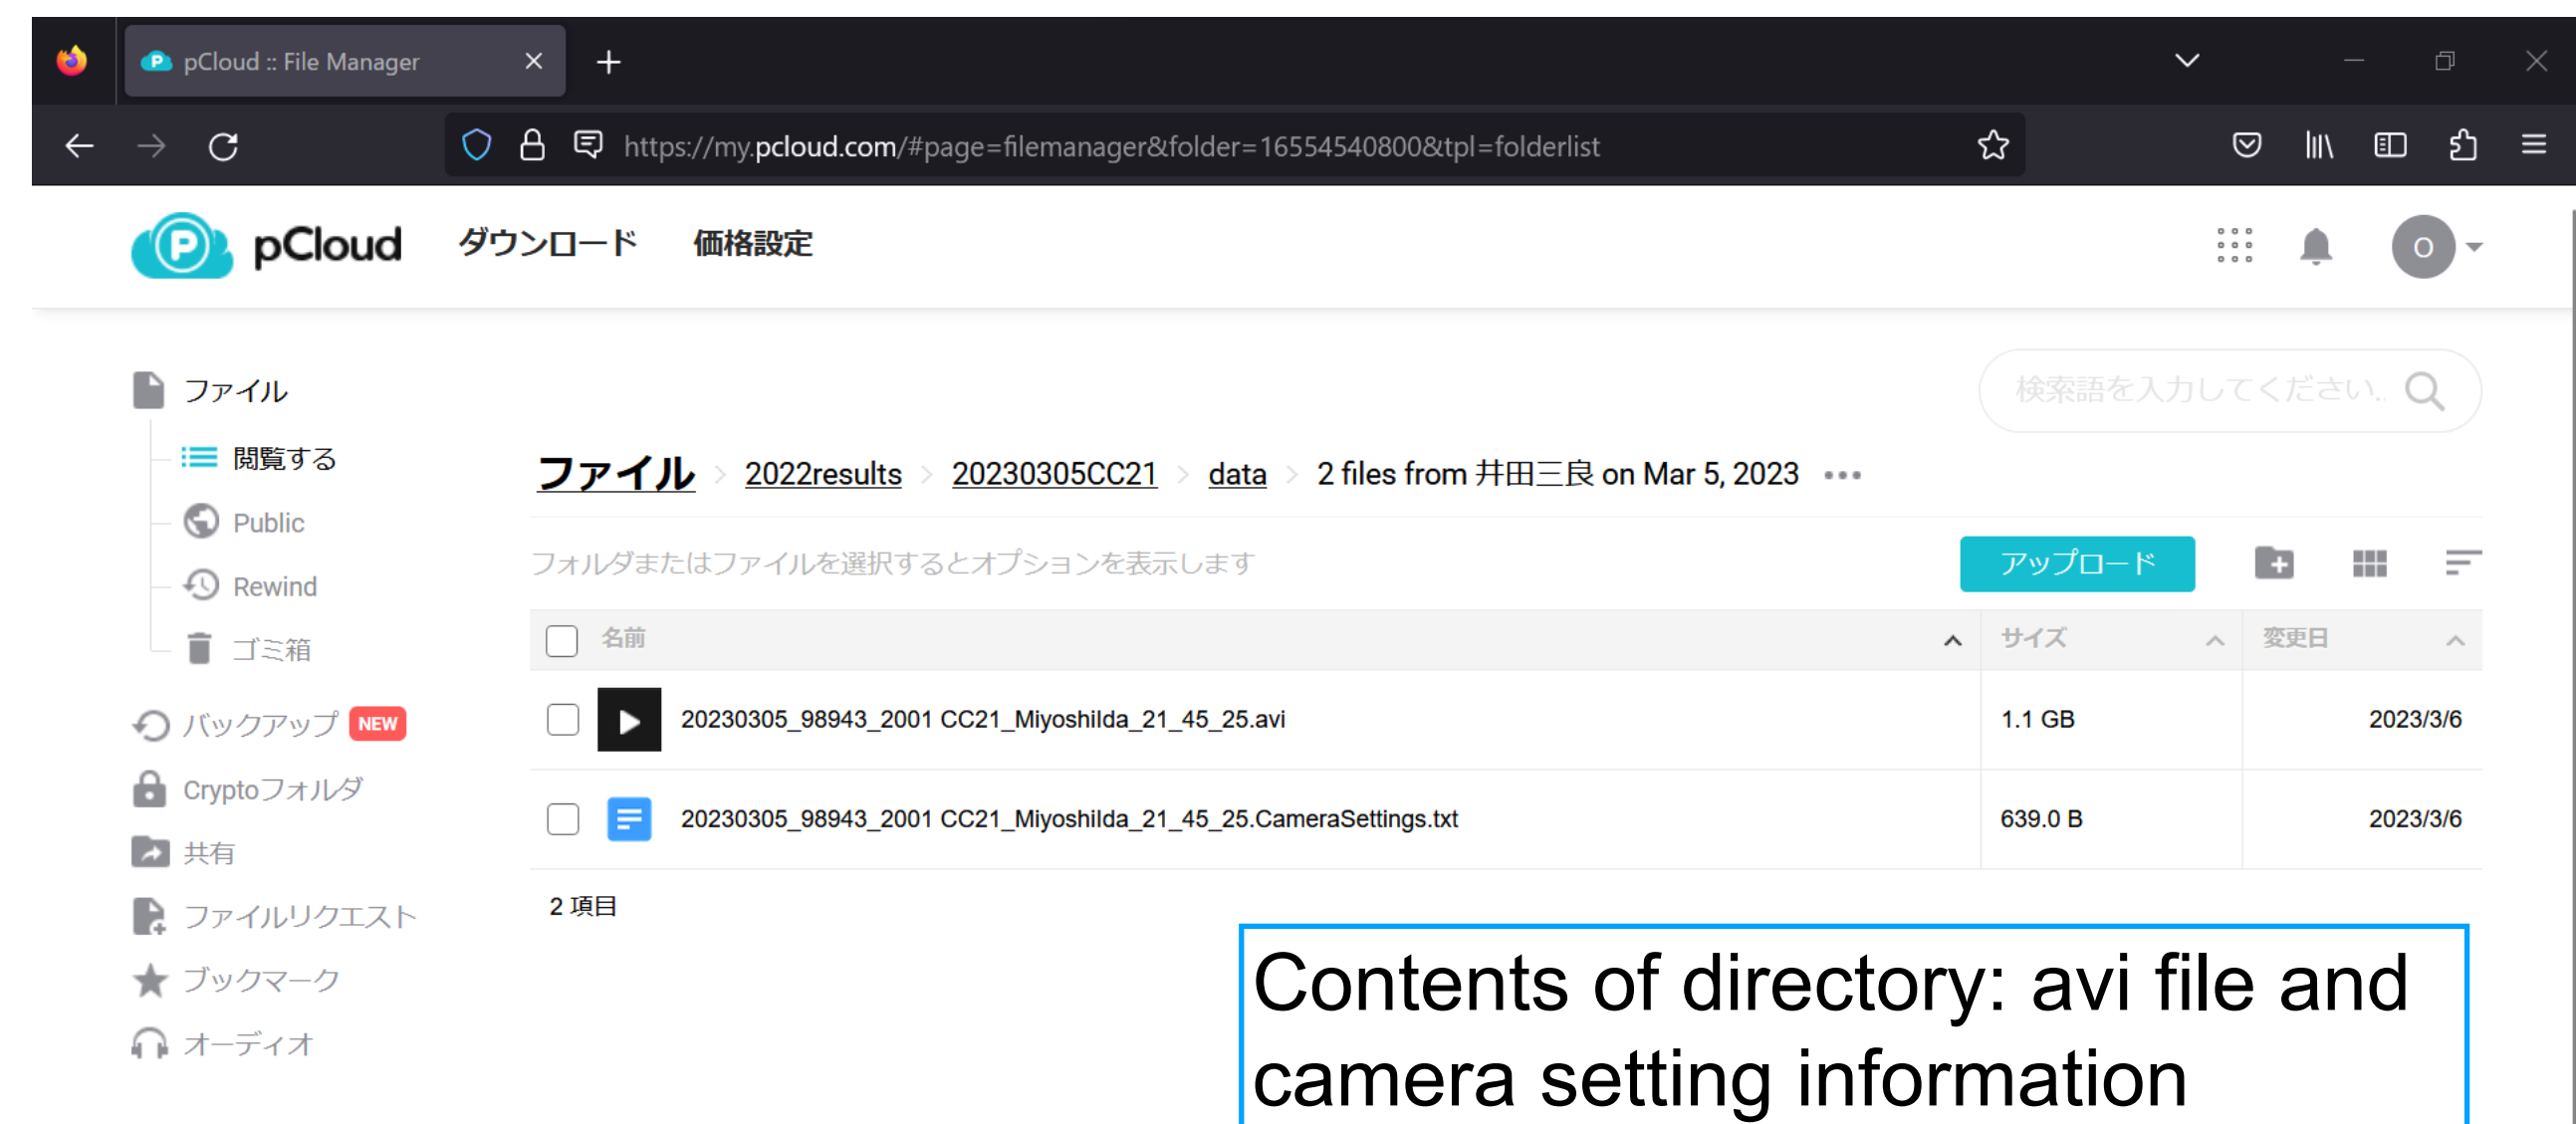 pCloud :: File Manager
https://my.pcloud.com/#page=filemanager&folder=16554540800&tpl=folderlist
pCloud ダウンロード 価格設定 O
検索語を入力してください..
ファイル
閲覧する
Public
Rewind
ゴミ箱
バックアップ NEW
Cryptoフォルダ
共有
ファイルリクエスト
ブックマーク
オーディオ
ファイル > 2022results > 20230305CC21 > data > 2 files from 井田三良 on Mar 5, 2023 •••
フォルダまたはファイルを選択するとオプションを表示します アップロード
名前 サイズ 変更日
20230305_98943_2001 CC21_MiyoshiIda_21_45_25.avi 1.1 GB 2023/3/6
20230305_98943_2001 CC21_MiyoshiIda_21_45_25.CameraSettings.txt 639.0 B 2023/3/6
2 項目
Contents of directory: avi file and
camera setting information